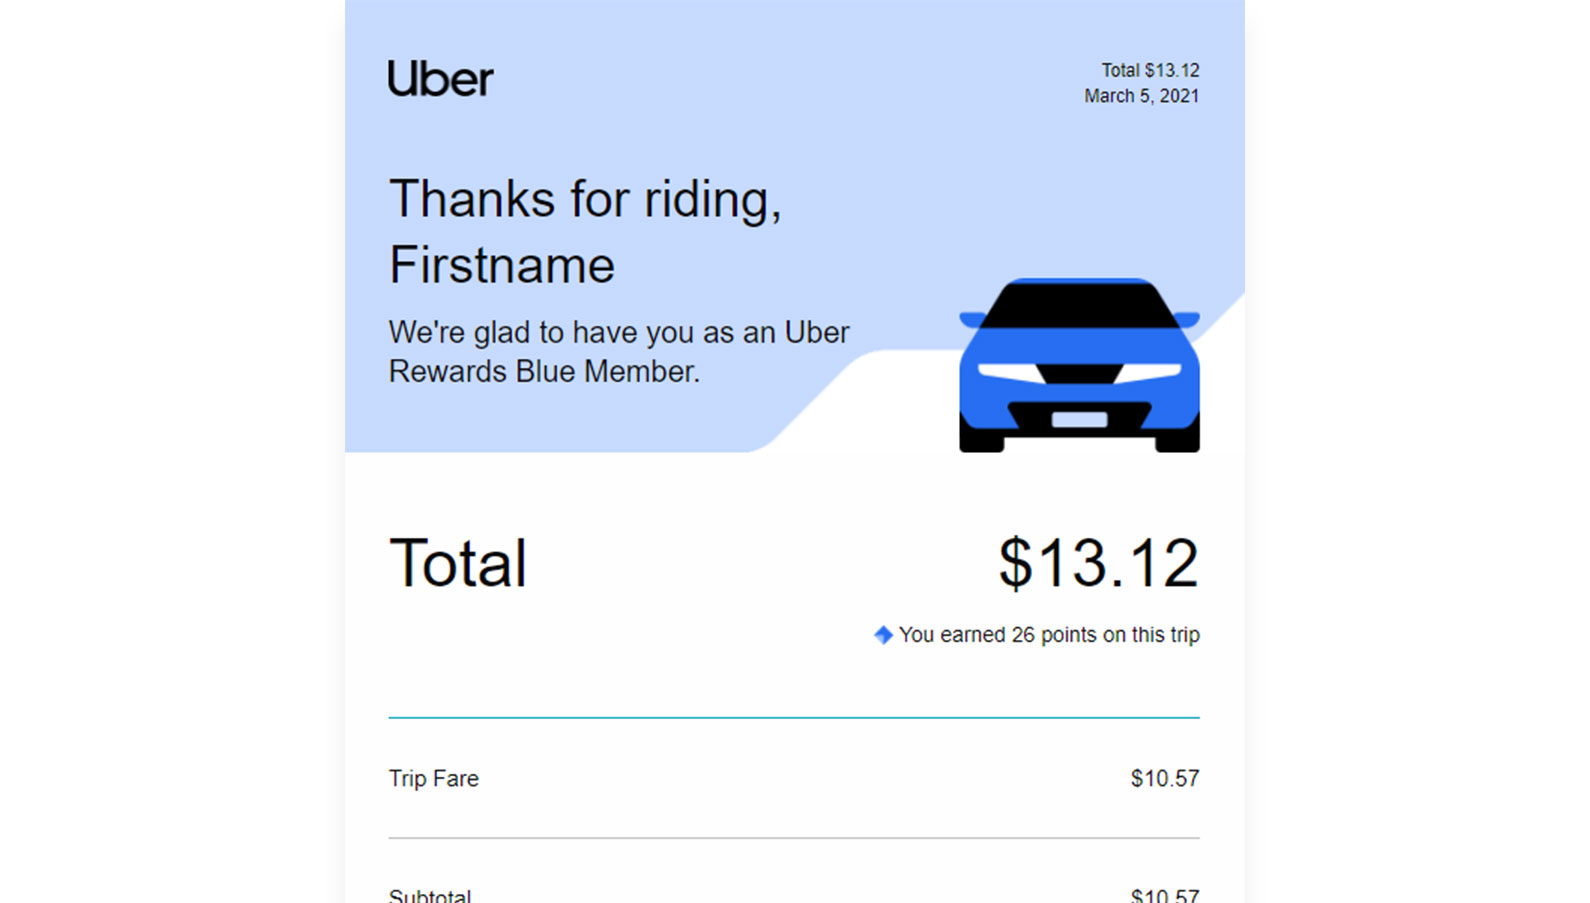 Uber
Total $13.12
March 5, 2021
Thanks for riding,
Firstname
We're glad to have you as an Uber
Rewards Blue Member.
Total $13.12
You earned 26 points on this trip
Trip Fare $10.57
Subtotal $10.57